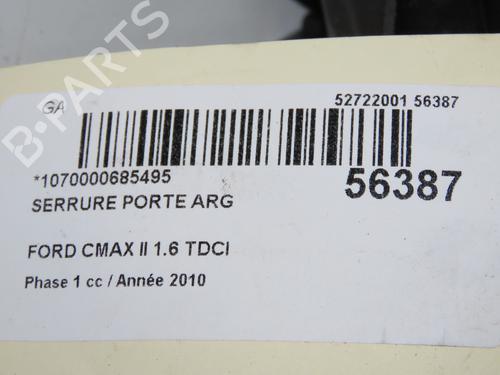 GA
52722001 56387
*1070000685495
56387
SERRURE PORTE ARG
FORD CMAX II 1.6 TDCI
Phase 1 cc / Année 2010
B-PARTS